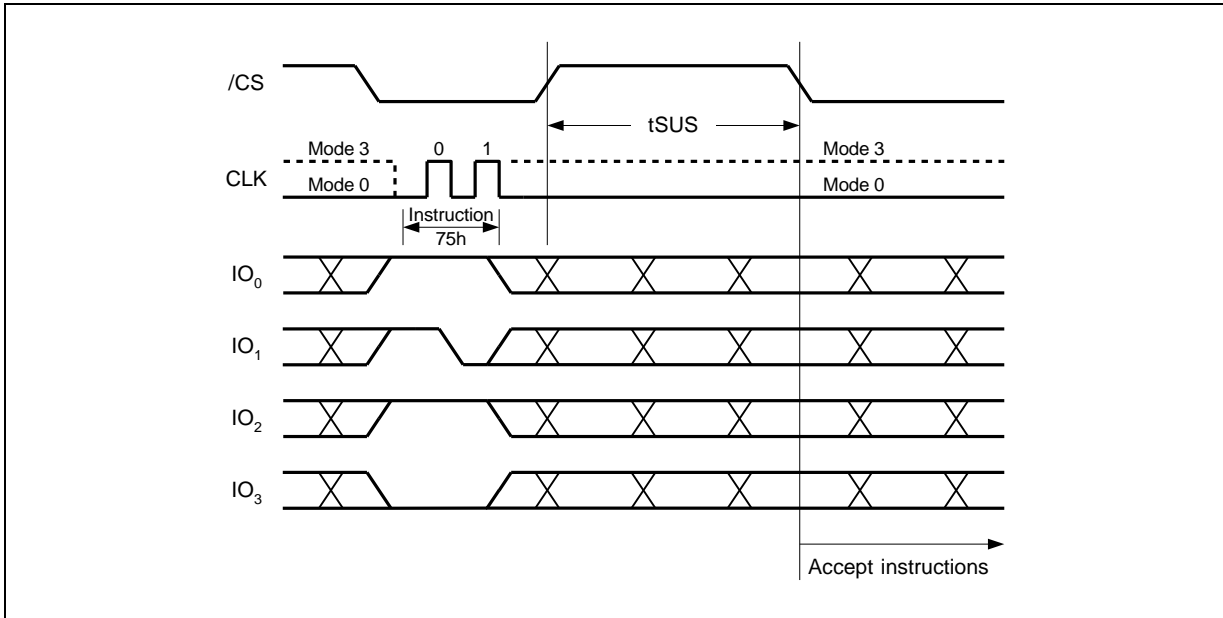 /CS
tSUS
Mode 3 0 1 Mode 3
CLK
Mode 0 Mode 0
Instruction
75h
IO0
IO1
IO2
IO3
Accept instructions